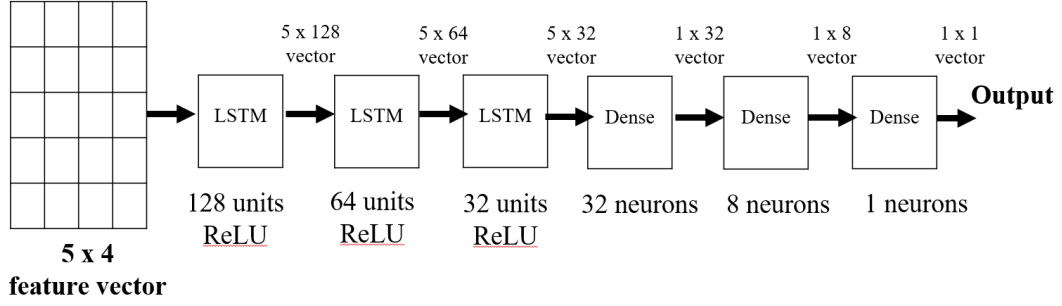 5 x 128
vector
5 x 64
vector
5 x 32
vector
1 x 32
vector
1 x 8
vector
1 x 1
vector
LSTM
LSTM
LSTM
Dense
Dense
Dense
Output
128 units
ReLU
64 units
ReLU
32 units
ReLU
32 neurons
8 neurons
1 neurons
5 x 4
feature vector